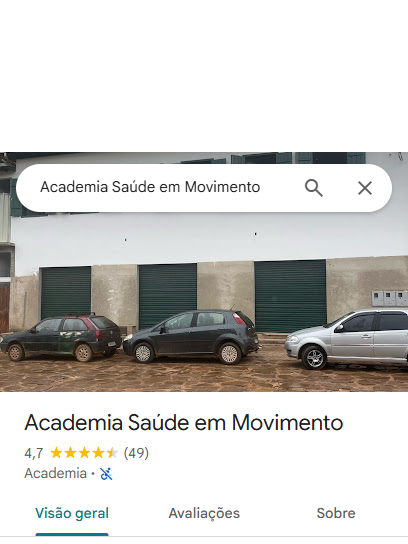 Academia Saúde em Movimento
Academia Saúde em Movimento
4,7 (49)
Academia ·
Visão geral Avaliações Sobre